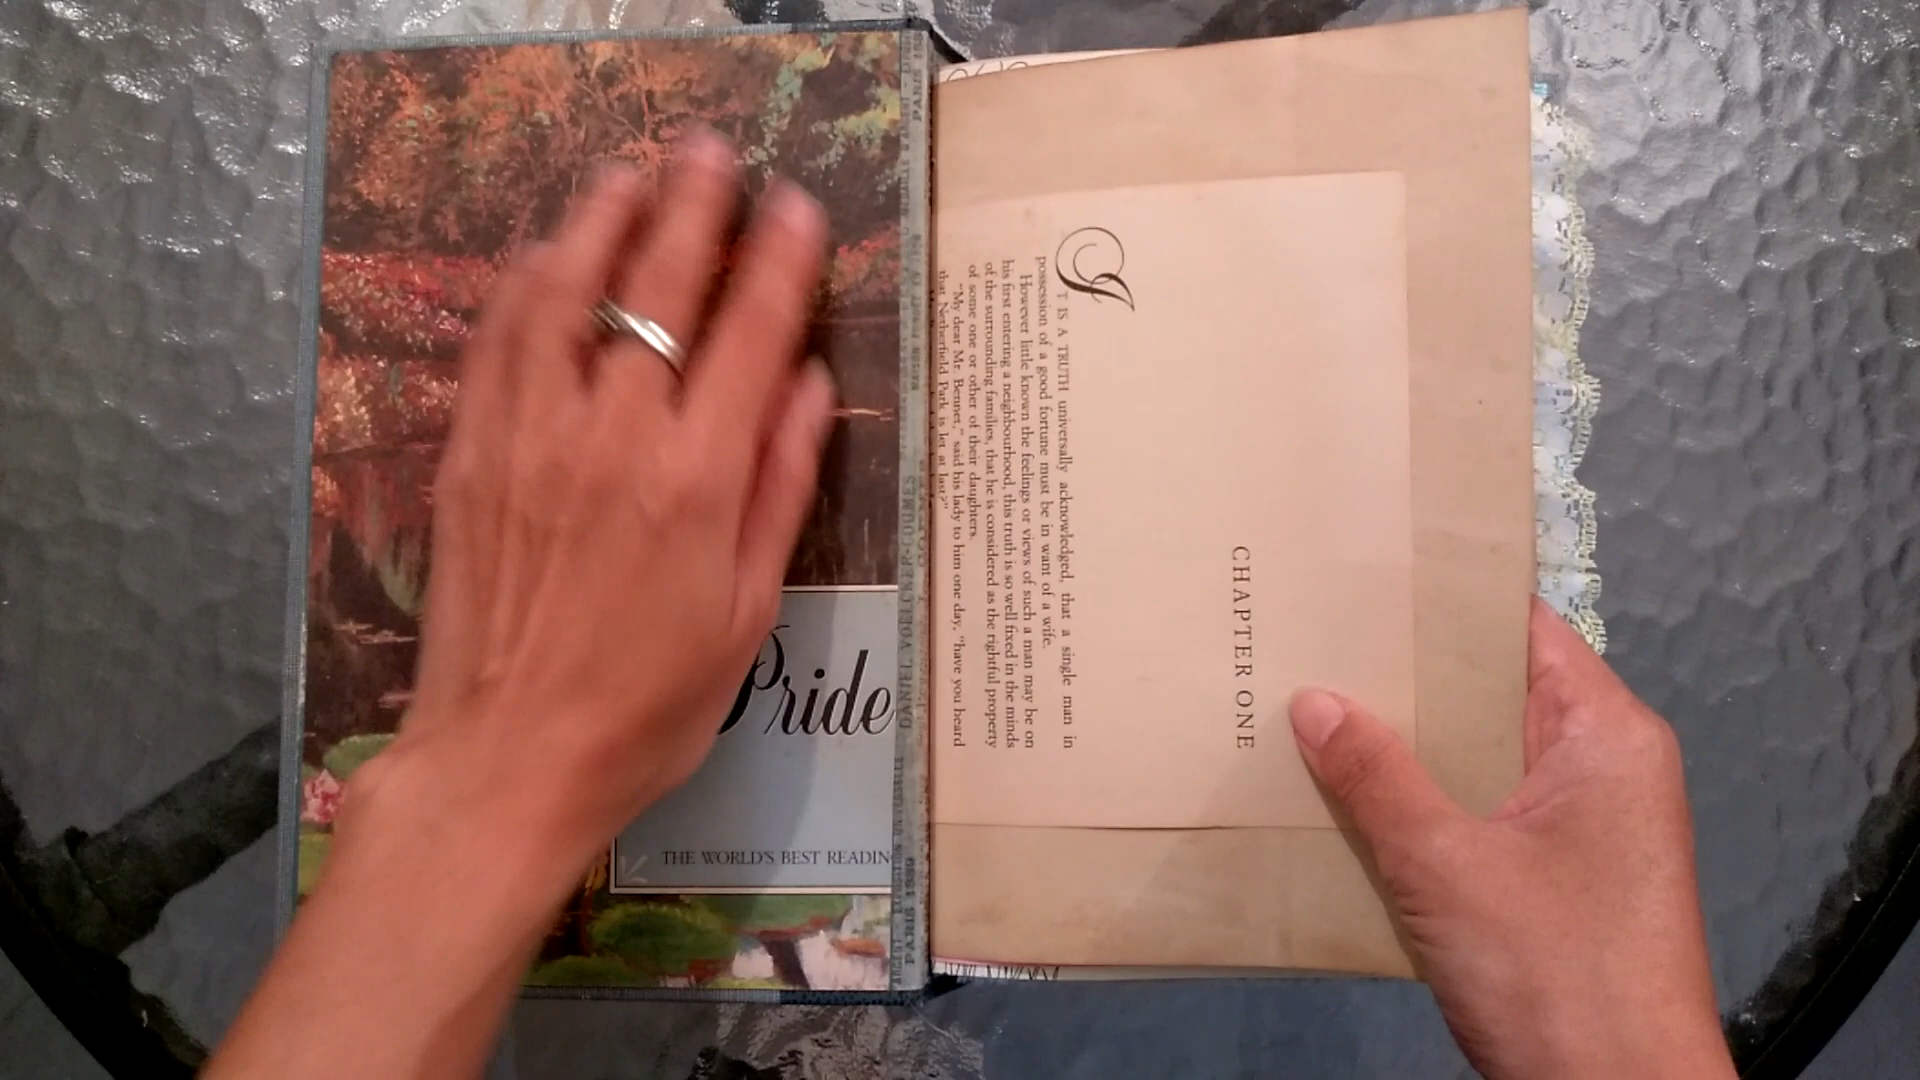 Pride
THE WORLD'S BEST READING
DANIEL VOELTER-COUMES
PARIS 1889
CHAPTER ONE
IT IS A TRUTH universally acknowledged, that a single man in
possession of a good fortune must be in want of a wife.
However little known the feelings or views of such a man may be on
his first entering a neighbourhood, this truth is so well fixed in the minds
of the surrounding families, that he is considered as the rightful property
of some one or other of their daughters.
"My dear Mr. Bennet," said his lady to him one day, "have you heard
that Netherfield Park is let at last?"